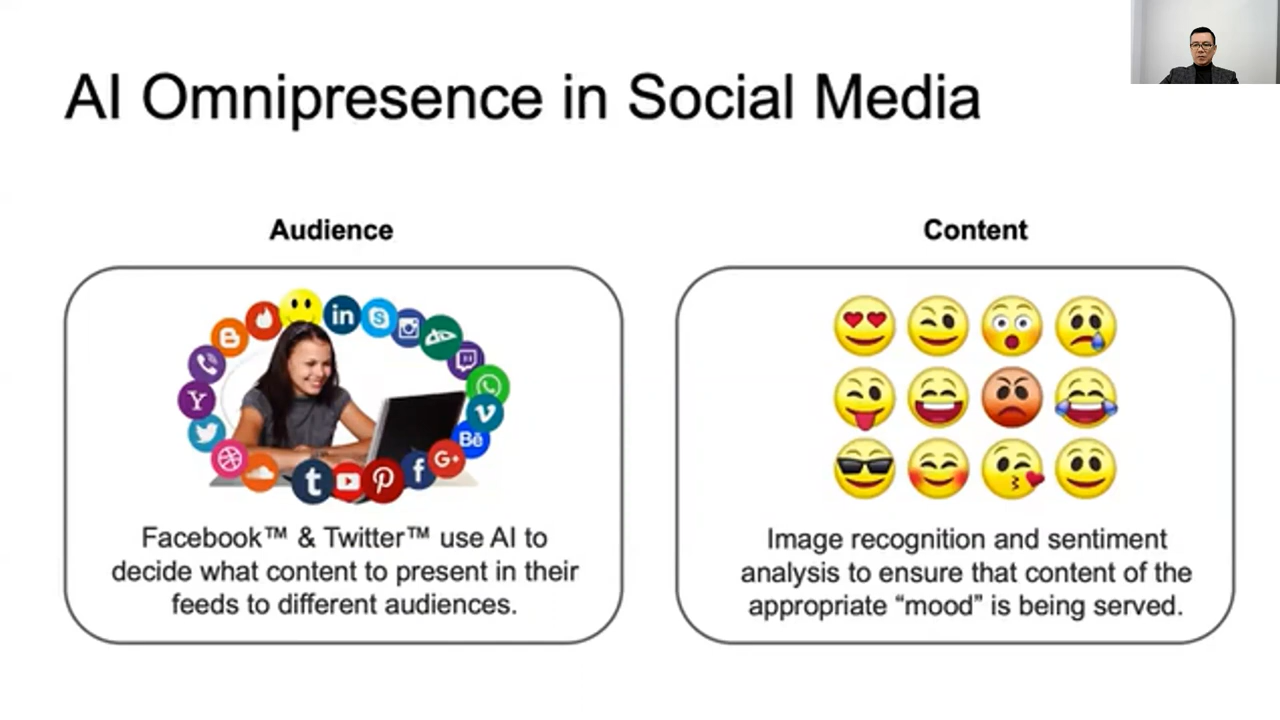 AI Omnipresence in Social Media
Audience
Content
in
S
B
Y
Bē
G+
t
P
f
Facebook™ & Twitter™ use AI to
decide what content to present in their
feeds to different audiences.
Image recognition and sentiment
analysis to ensure that content of the
appropriate “mood” is being served.